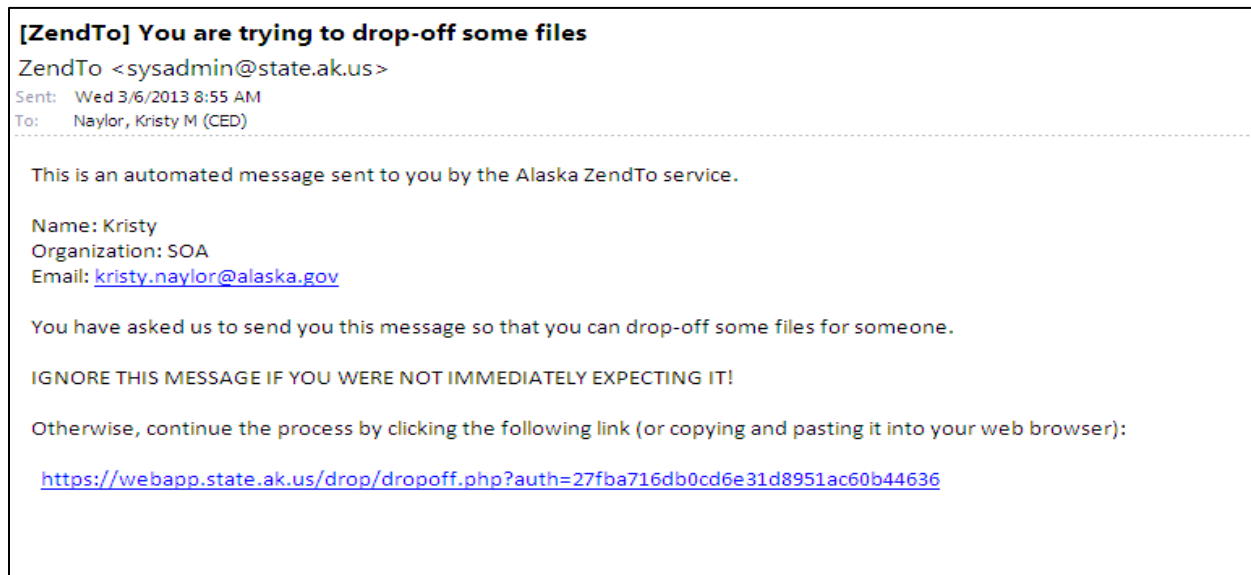 [ZendTo] You are trying to drop-off some files
ZendTo <sysadmin@state.ak.us>
Sent: Wed 3/6/2013 8:55 AM
To: Naylor, Kristy M (CED)
This is an automated message sent to you by the Alaska ZendTo service.
Name: Kristy
Organization: SOA
Email: kristy.naylor@alaska.gov
You have asked us to send you this message so that you can drop-off some files for someone.
IGNORE THIS MESSAGE IF YOU WERE NOT IMMEDIATELY EXPECTING IT!
Otherwise, continue the process by clicking the following link (or copying and pasting it into your web browser):
https://webapp.state.ak.us/drop/dropoff.php?auth=27fba716db0cd6e31d8951ac60b44636